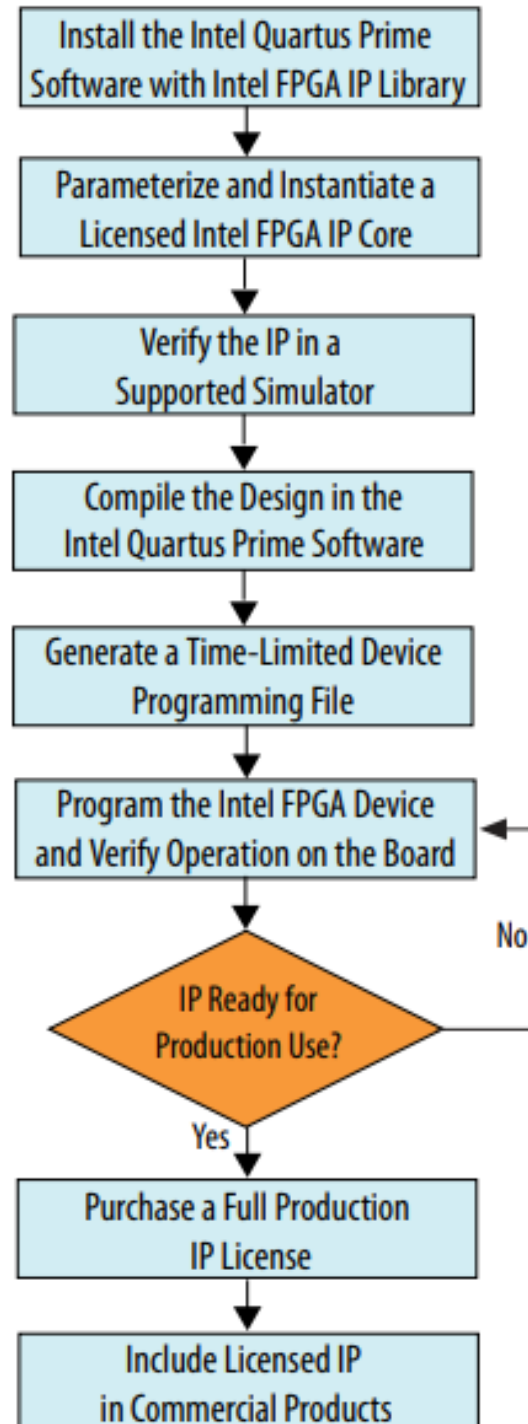 Install the Intel Quartus Prime
Software with Intel FPGA IP Library
Parameterize and Instantiate a
Licensed Intel FPGA IP Core
Verify the IP in a
Supported Simulator
Compile the Design in the
Intel Quartus Prime Software
Generate a Time-Limited Device
Programming File
Program the Intel FPGA Device
and Verify Operation on the Board
No
IP Ready for
Production Use?
Yes
Purchase a Full Production
IP License
Include Licensed IP
in Commercial Products